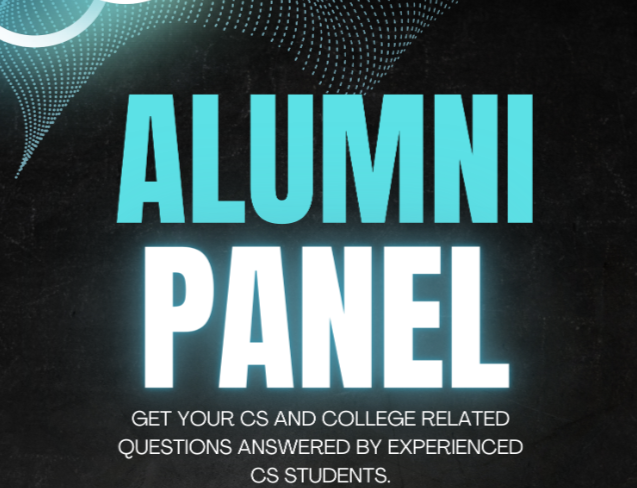 ALUMNI
PANEL
GET YOUR CS AND COLLEGE RELATED
QUESTIONS ANSWERED BY EXPERIENCED
CS STUDENTS.